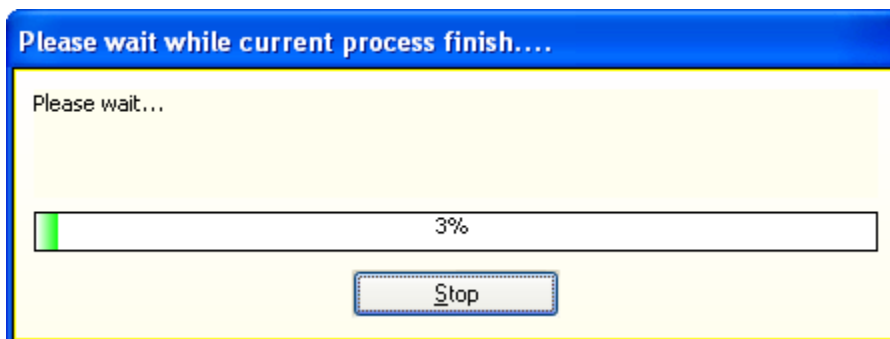 Please wait while current process finish....
Please wait...
3%
Stop